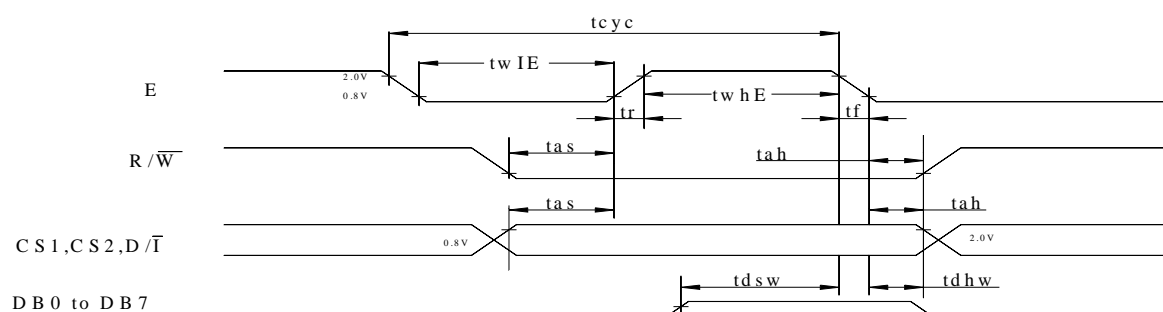 tcyc
twIE
2.0V
E
0.8V
twhE
tr
tf
R/W̅
tas
tah
tas
tah
CS1,CS2,D/I̅
0.8V
2.0V
tdsw
tdhw
DB0 to DB7